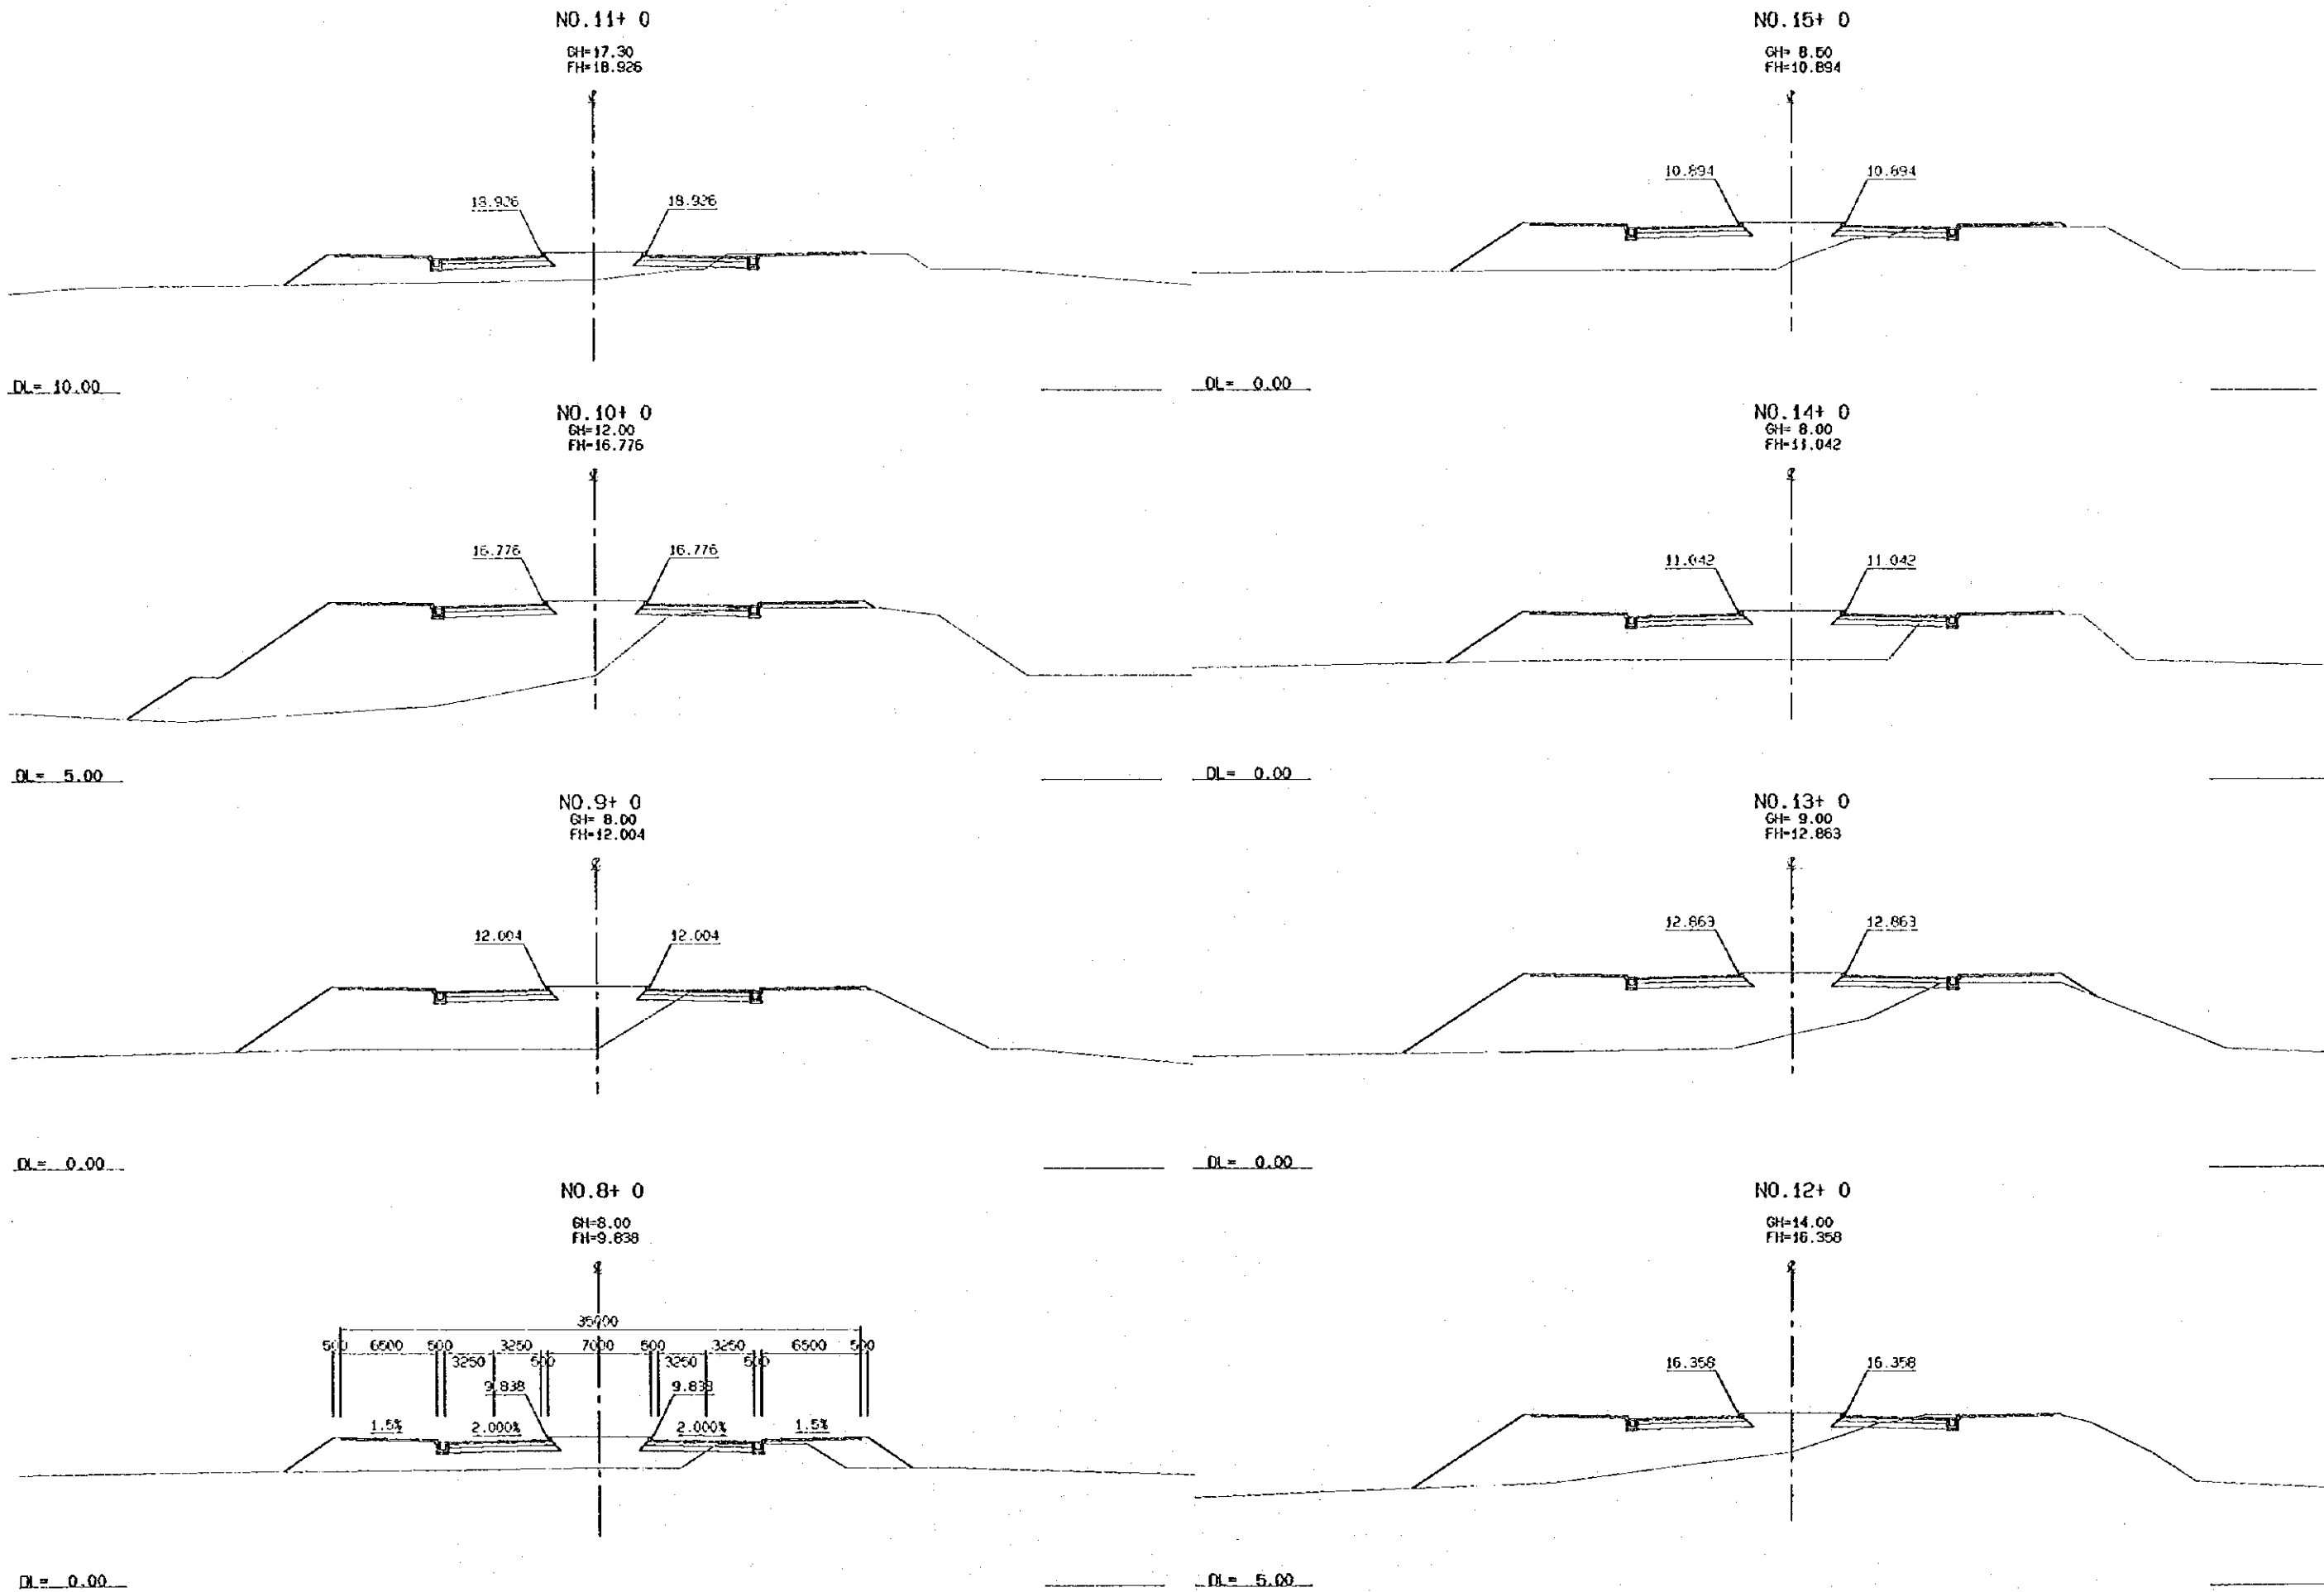 NO.11+ 0
GH=17.30
FH=18.926
18.926 18.926
DL= 10.00
NO.10+ 0
GH=12.00
FH=16.776
16.776 16.776
DL= 5.00
NO.9+ 0
GH= 8.00
FH=12.004
12.004 12.004
DL= 0.00
NO.8+ 0
GH=8.00
FH=9.838
35000
500 6500 500 3250 7000 500 3250 6500 500
3250 500 3250 500
9.838 9.838
1.5% 2.000% 2.000% 1.5%
DL= 0.00
NO.15+ 0
GH= 8.50
FH=10.894
10.894 10.894
DL= 0.00
NO.14+ 0
GH= 8.00
FH=11.042
11.042 11.042
DL= 0.00
NO.13+ 0
GH= 9.00
FH=12.863
12.863 12.863
DL= 0.00
NO.12+ 0
GH=14.00
FH=16.358
16.358 16.358
DL= 5.00